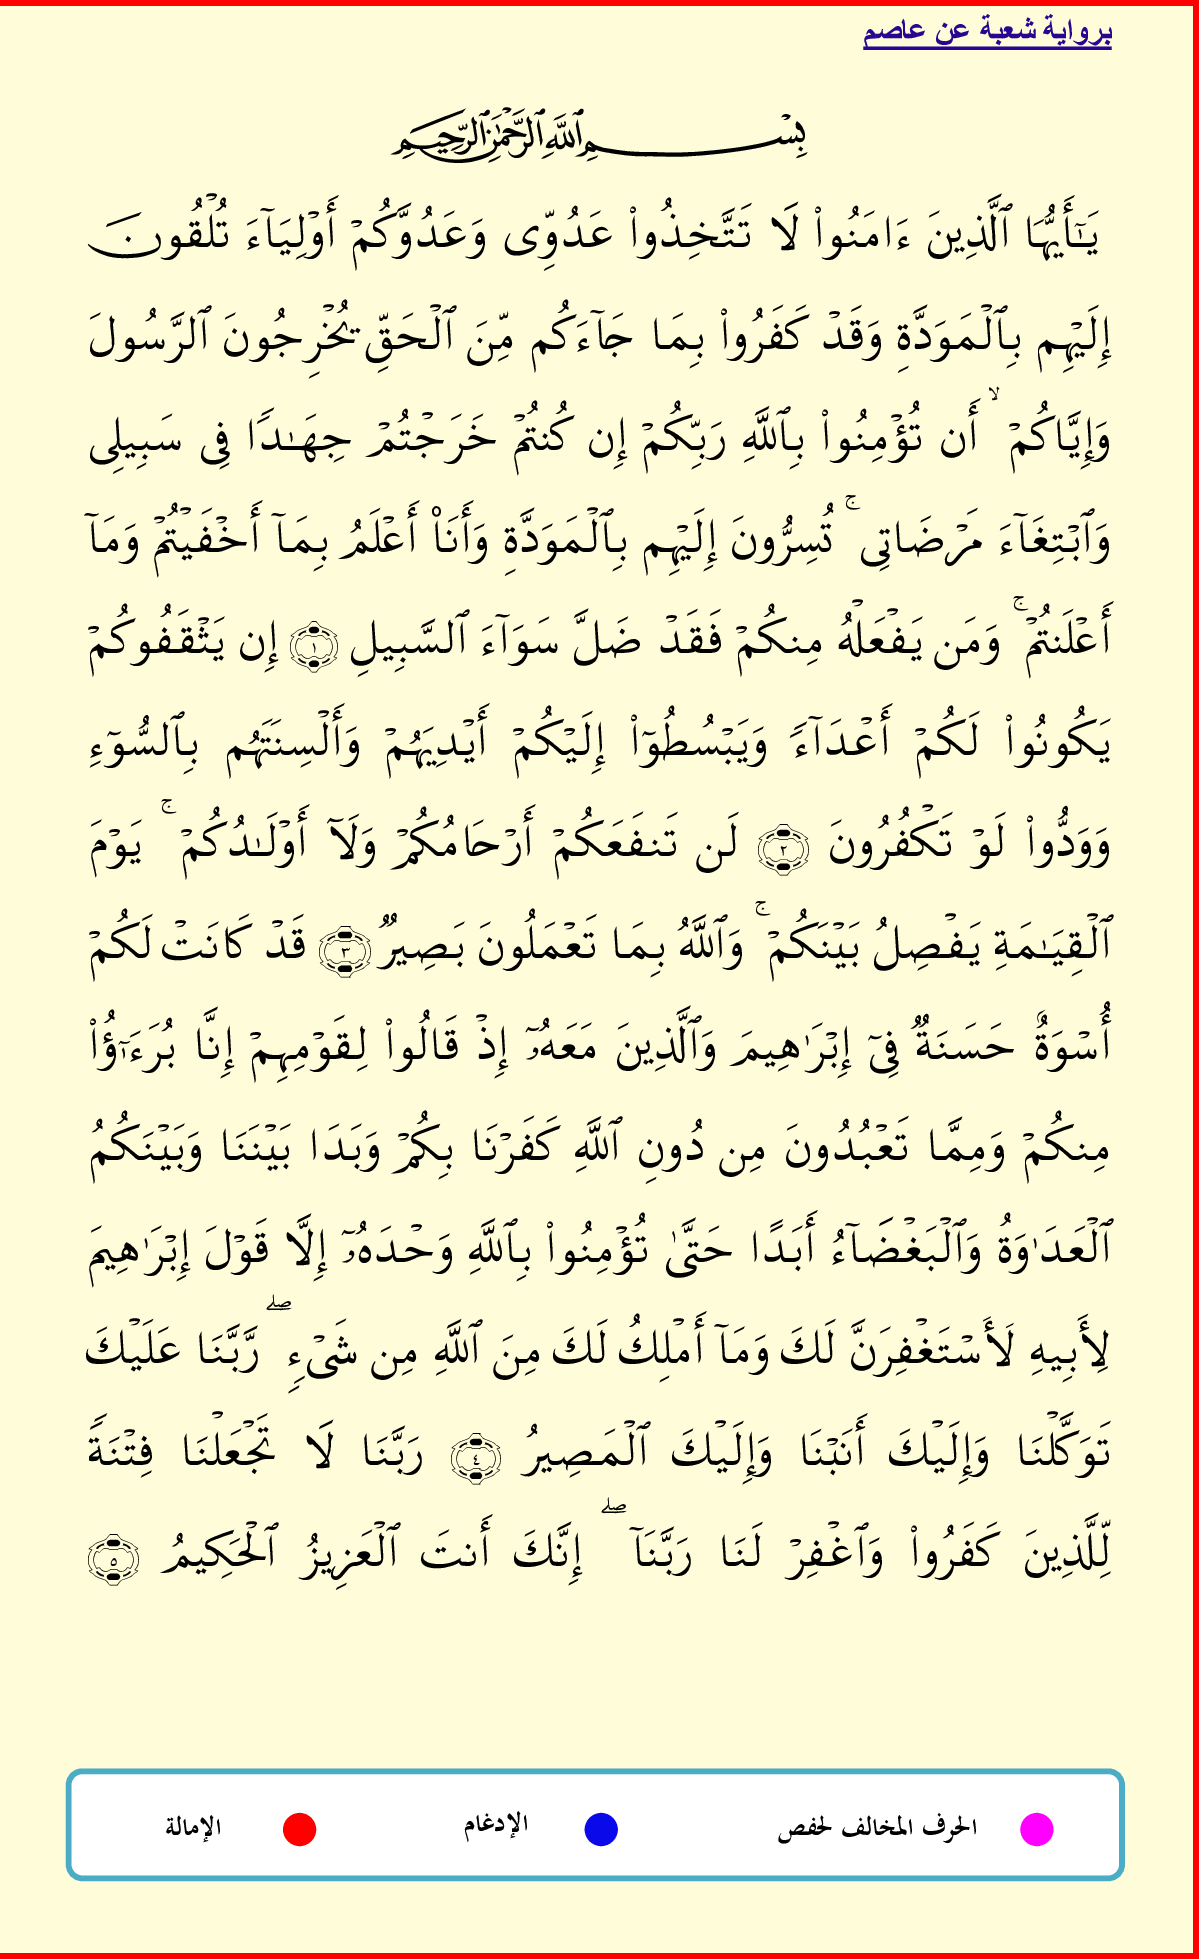 برواية شعبة عن عاصم
بِسْمِ ٱللَّهِ ٱلرَّحْمَٰنِ ٱلرَّحِيمِ
يَٰٓأَيُّهَا ٱلَّذِينَ ءَامَنُوا۟ لَا تَتَّخِذُوا۟ عَدُوِّى وَعَدُوَّكُمْ أَوْلِيَآءَ تُلْقُونَ
إِلَيْهِم بِٱلْمَوَدَّةِ وَقَدْ كَفَرُوا۟ بِمَا جَآءَكُم مِّنَ ٱلْحَقِّ يُخْرِجُونَ ٱلرَّسُولَ
وَإِيَّاكُمْ ۙ أَن تُؤْمِنُوا۟ بِٱللَّهِ رَبِّكُمْ إِن كُنتُمْ خَرَجْتُمْ جِهَٰدًا فِى سَبِيلِى
وَٱبْتِغَآءَ مَرْضَاتِى ۚ تُسِرُّونَ إِلَيْهِم بِٱلْمَوَدَّةِ وَأَنَا۠ أَعْلَمُ بِمَآ أَخْفَيْتُمْ وَمَآ
أَعْلَنتُمْ ۚ وَمَن يَفْعَلْهُ مِنكُمْ فَقَدْ ضَلَّ سَوَآءَ ٱلسَّبِيلِ ١ إِن يَثْقَفُوكُمْ
يَكُونُوا۟ لَكُمْ أَعْدَآءً وَيَبْسُطُوٓا۟ إِلَيْكُمْ أَيْدِيَهُمْ وَأَلْسِنَتَهُم بِٱلسُّوٓءِ
وَوَدُّوا۟ لَوْ تَكْفُرُونَ ٢ لَن تَنفَعَكُمْ أَرْحَامُكُمْ وَلَآ أَوْلَٰدُكُمْ ۚ يَوْمَ
ٱلْقِيَٰمَةِ يَفْصِلُ بَيْنَكُمْ ۚ وَٱللَّهُ بِمَا تَعْمَلُونَ بَصِيرٌ ٣ قَدْ كَانَتْ لَكُمْ
أُسْوَةٌ حَسَنَةٌ فِىٓ إِبْرَٰهِيمَ وَٱلَّذِينَ مَعَهُۥٓ إِذْ قَالُوا۟ لِقَوْمِهِمْ إِنَّا بُرَءَٰٓؤُا۟
مِنكُمْ وَمِمَّا تَعْبُدُونَ مِن دُونِ ٱللَّهِ كَفَرْنَا بِكُمْ وَبَدَا بَيْنَنَا وَبَيْنَكُمُ
ٱلْعَدَٰوَةُ وَٱلْبَغْضَآءُ أَبَدًا حَتَّىٰ تُؤْمِنُوا۟ بِٱللَّهِ وَحْدَهُۥٓ إِلَّا قَوْلَ إِبْرَٰهِيمَ
لِأَبِيهِ لَأَسْتَغْفِرَنَّ لَكَ وَمَآ أَمْلِكُ لَكَ مِنَ ٱللَّهِ مِن شَىْءٍ ۖ رَّبَّنَا عَلَيْكَ
تَوَكَّلْنَا وَإِلَيْكَ أَنَبْنَا وَإِلَيْكَ ٱلْمَصِيرُ ٤ رَبَّنَا لَا تَجْعَلْنَا فِتْنَةً
لِّلَّذِينَ كَفَرُوا۟ وَٱغْفِرْ لَنَا رَبَّنَآ ۖ إِنَّكَ أَنتَ ٱلْعَزِيزُ ٱلْحَكِيمُ ٥
الحرف المخالف لحفص الإدغام الإمالة